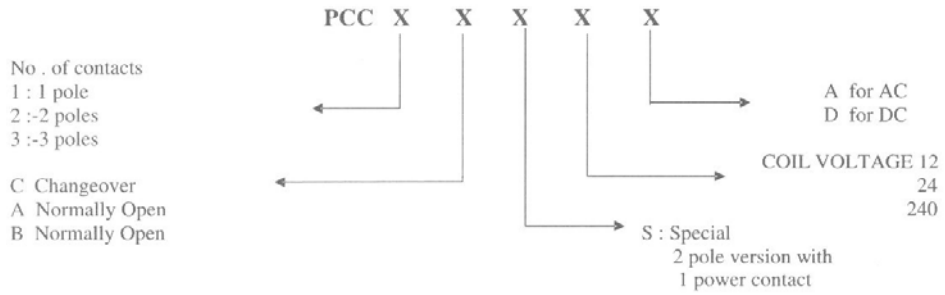 PCC X X X X X
No . of contacts
1 : 1 pole
2 :-2 poles
3 :-3 poles
A for AC
D for DC
C Changeover
A Normally Open
B Normally Open
COIL VOLTAGE 12
24
240
S : Special
2 pole version with
1 power contact